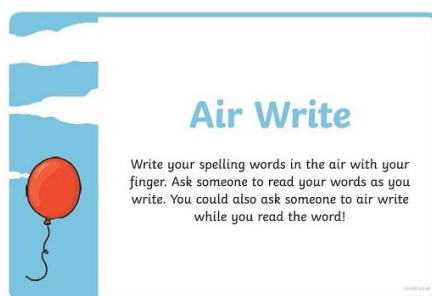 Air Write
Write your spelling words in the air with your
finger. Ask someone to read your words as you
write. You could also ask someone to air write
while you read the word!